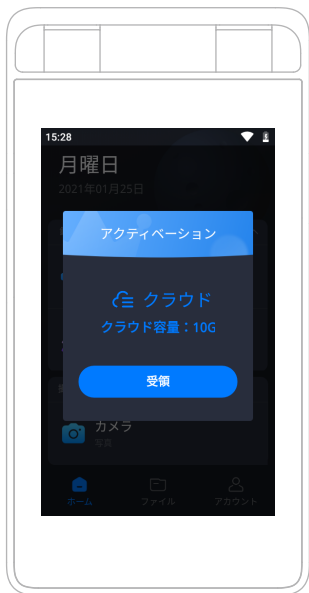 15:28
月曜日
2021年01月25日
アクティベーション
クラウド
クラウド容量：10G
受領
カメラ
写真
ホーム
ファイル
アカウント